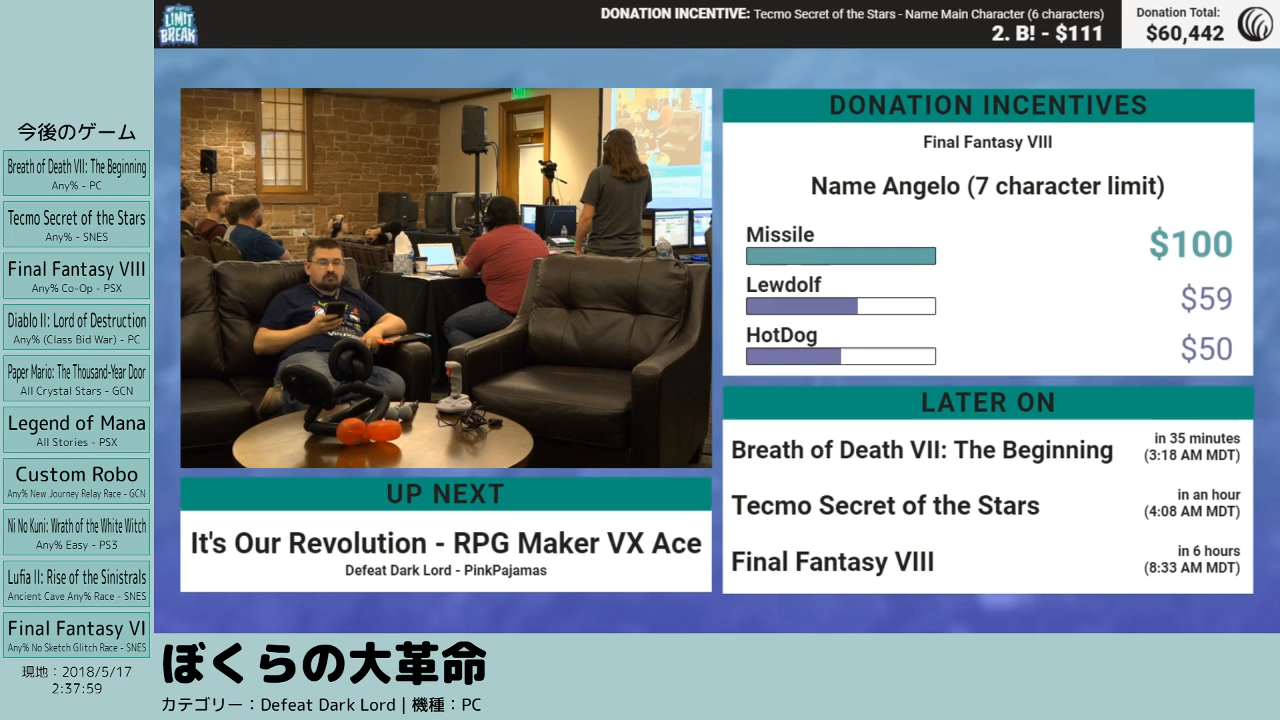 LIMIT
BREAK
DONATION INCENTIVE: Tecmo Secret of the Stars - Name Main Character (6 characters)
2. B! - $111
Donation Total:
$60,442
今後のゲーム
Breath of Death VII: The Beginning
Any% - PC
Tecmo Secret of the Stars
Any% - SNES
Final Fantasy VIII
Any% Co-Op - PSX
Diablo II: Lord of Destruction
Any% (Class Bid War) - PC
Paper Mario: The Thousand-Year Door
All Crystal Stars - GCN
Legend of Mana
All Stories - PSX
Custom Robo
Any% New Journey Relay Race - GCN
Ni No Kuni: Wrath of the White Witch
Any% Easy - PS3
Lufia II: Rise of the Sinistrals
Ancient Cave Any% Race - SNES
Final Fantasy VI
Any% No Sketch Glitch Race - SNES
現地：2018/5/17
2:37:59
UP NEXT
It's Our Revolution - RPG Maker VX Ace
Defeat Dark Lord - PinkPajamas
DONATION INCENTIVES
Final Fantasy VIII
Name Angelo (7 character limit)
Missile
$100
Lewdolf
$59
HotDog
$50
LATER ON
Breath of Death VII: The Beginning
in 35 minutes
(3:18 AM MDT)
Tecmo Secret of the Stars
in an hour
(4:08 AM MDT)
Final Fantasy VIII
in 6 hours
(8:33 AM MDT)
ぼくらの大革命
カテゴリー：Defeat Dark Lord | 機種：PC